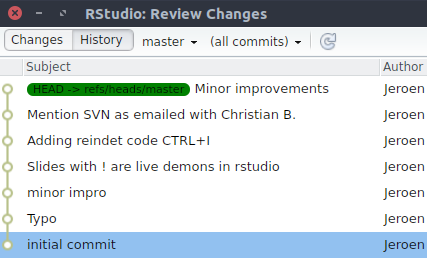 RStudio: Review Changes
Changes History master (all commits)
Subject Author
HEAD -> refs/heads/master Minor improvements Jeroen
Mention SVN as emailed with Christian B. Jeroen
Adding reindet code CTRL+I Jeroen
Slides with ! are live demons in rstudio Jeroen
minor impro Jeroen
Typo Jeroen
initial commit Jeroen